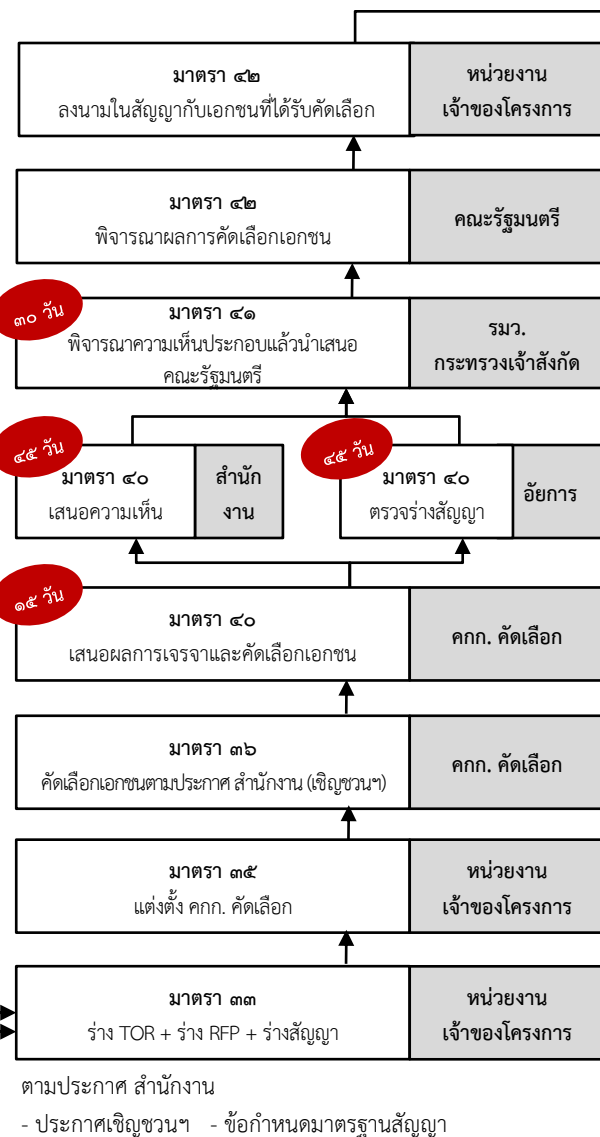 มาตรา ๔๒
ลงนามในสัญญากับเอกชนที่ได้รับคัดเลือก
หน่วยงาน
เจ้าของโครงการ
มาตรา ๔๒
พิจารณาผลการคัดเลือกเอกชน
คณะรัฐมนตรี
๓๐ วัน
มาตรา ๔๑
พิจารณาความเห็นประกอบแล้วนำเสนอ
คณะรัฐมนตรี
รมว.
กระทรวงเจ้าสังกัด
๔๕ วัน
มาตรา ๔๐
เสนอความเห็น
สำนัก
งาน
๔๕ วัน
มาตรา ๔๐
ตรวจร่างสัญญา
อัยการ
๑๕ วัน
มาตรา ๔๐
เสนอผลการเจรจาและคัดเลือกเอกชน
คกก. คัดเลือก
มาตรา ๓๖
คัดเลือกเอกชนตามประกาศ สำนักงาน (เชิญชวนฯ)
คกก. คัดเลือก
มาตรา ๓๕
แต่งตั้ง คกก. คัดเลือก
หน่วยงาน
เจ้าของโครงการ
มาตรา ๓๓
ร่าง TOR + ร่าง RFP + ร่างสัญญา
หน่วยงาน
เจ้าของโครงการ
ตามประกาศ สำนักงาน
- ประกาศเชิญชวนฯ - ข้อกำหนดมาตรฐานสัญญา